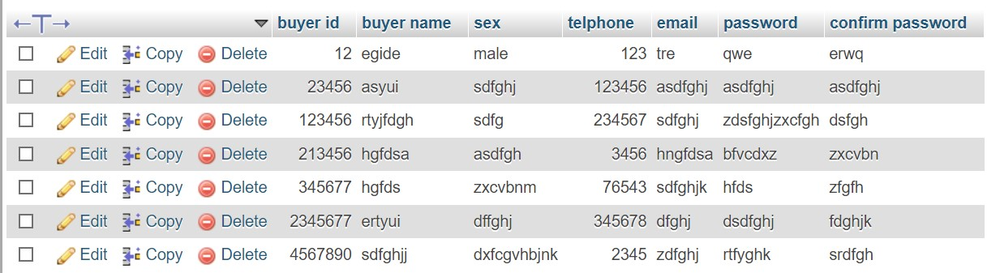 buyer id buyer name sex telphone email password confirm password
Edit Copy Delete 12 egide male 123 tre qwe erwq
Edit Copy Delete 23456 asyui sdfghj 123456 asdfghj asdfghj asdfghj
Edit Copy Delete 123456 rtyjfdgh sdfg 234567 sdfghj zdsfghjzxcfgh dsfgh
Edit Copy Delete 213456 hgfdsa asdfgh 3456 hngfdsa bfvcdxz zxcvbn
Edit Copy Delete 345677 hgfds zxcvbnm 76543 sdfghjk hfds zfgfh
Edit Copy Delete 2345677 ertyui dffghj 345678 dfghj dsdfghj fdghjk
Edit Copy Delete 4567890 sdfghjj dxfcgvhbjnk 2345 zdfghj rtfyghk srdfgh